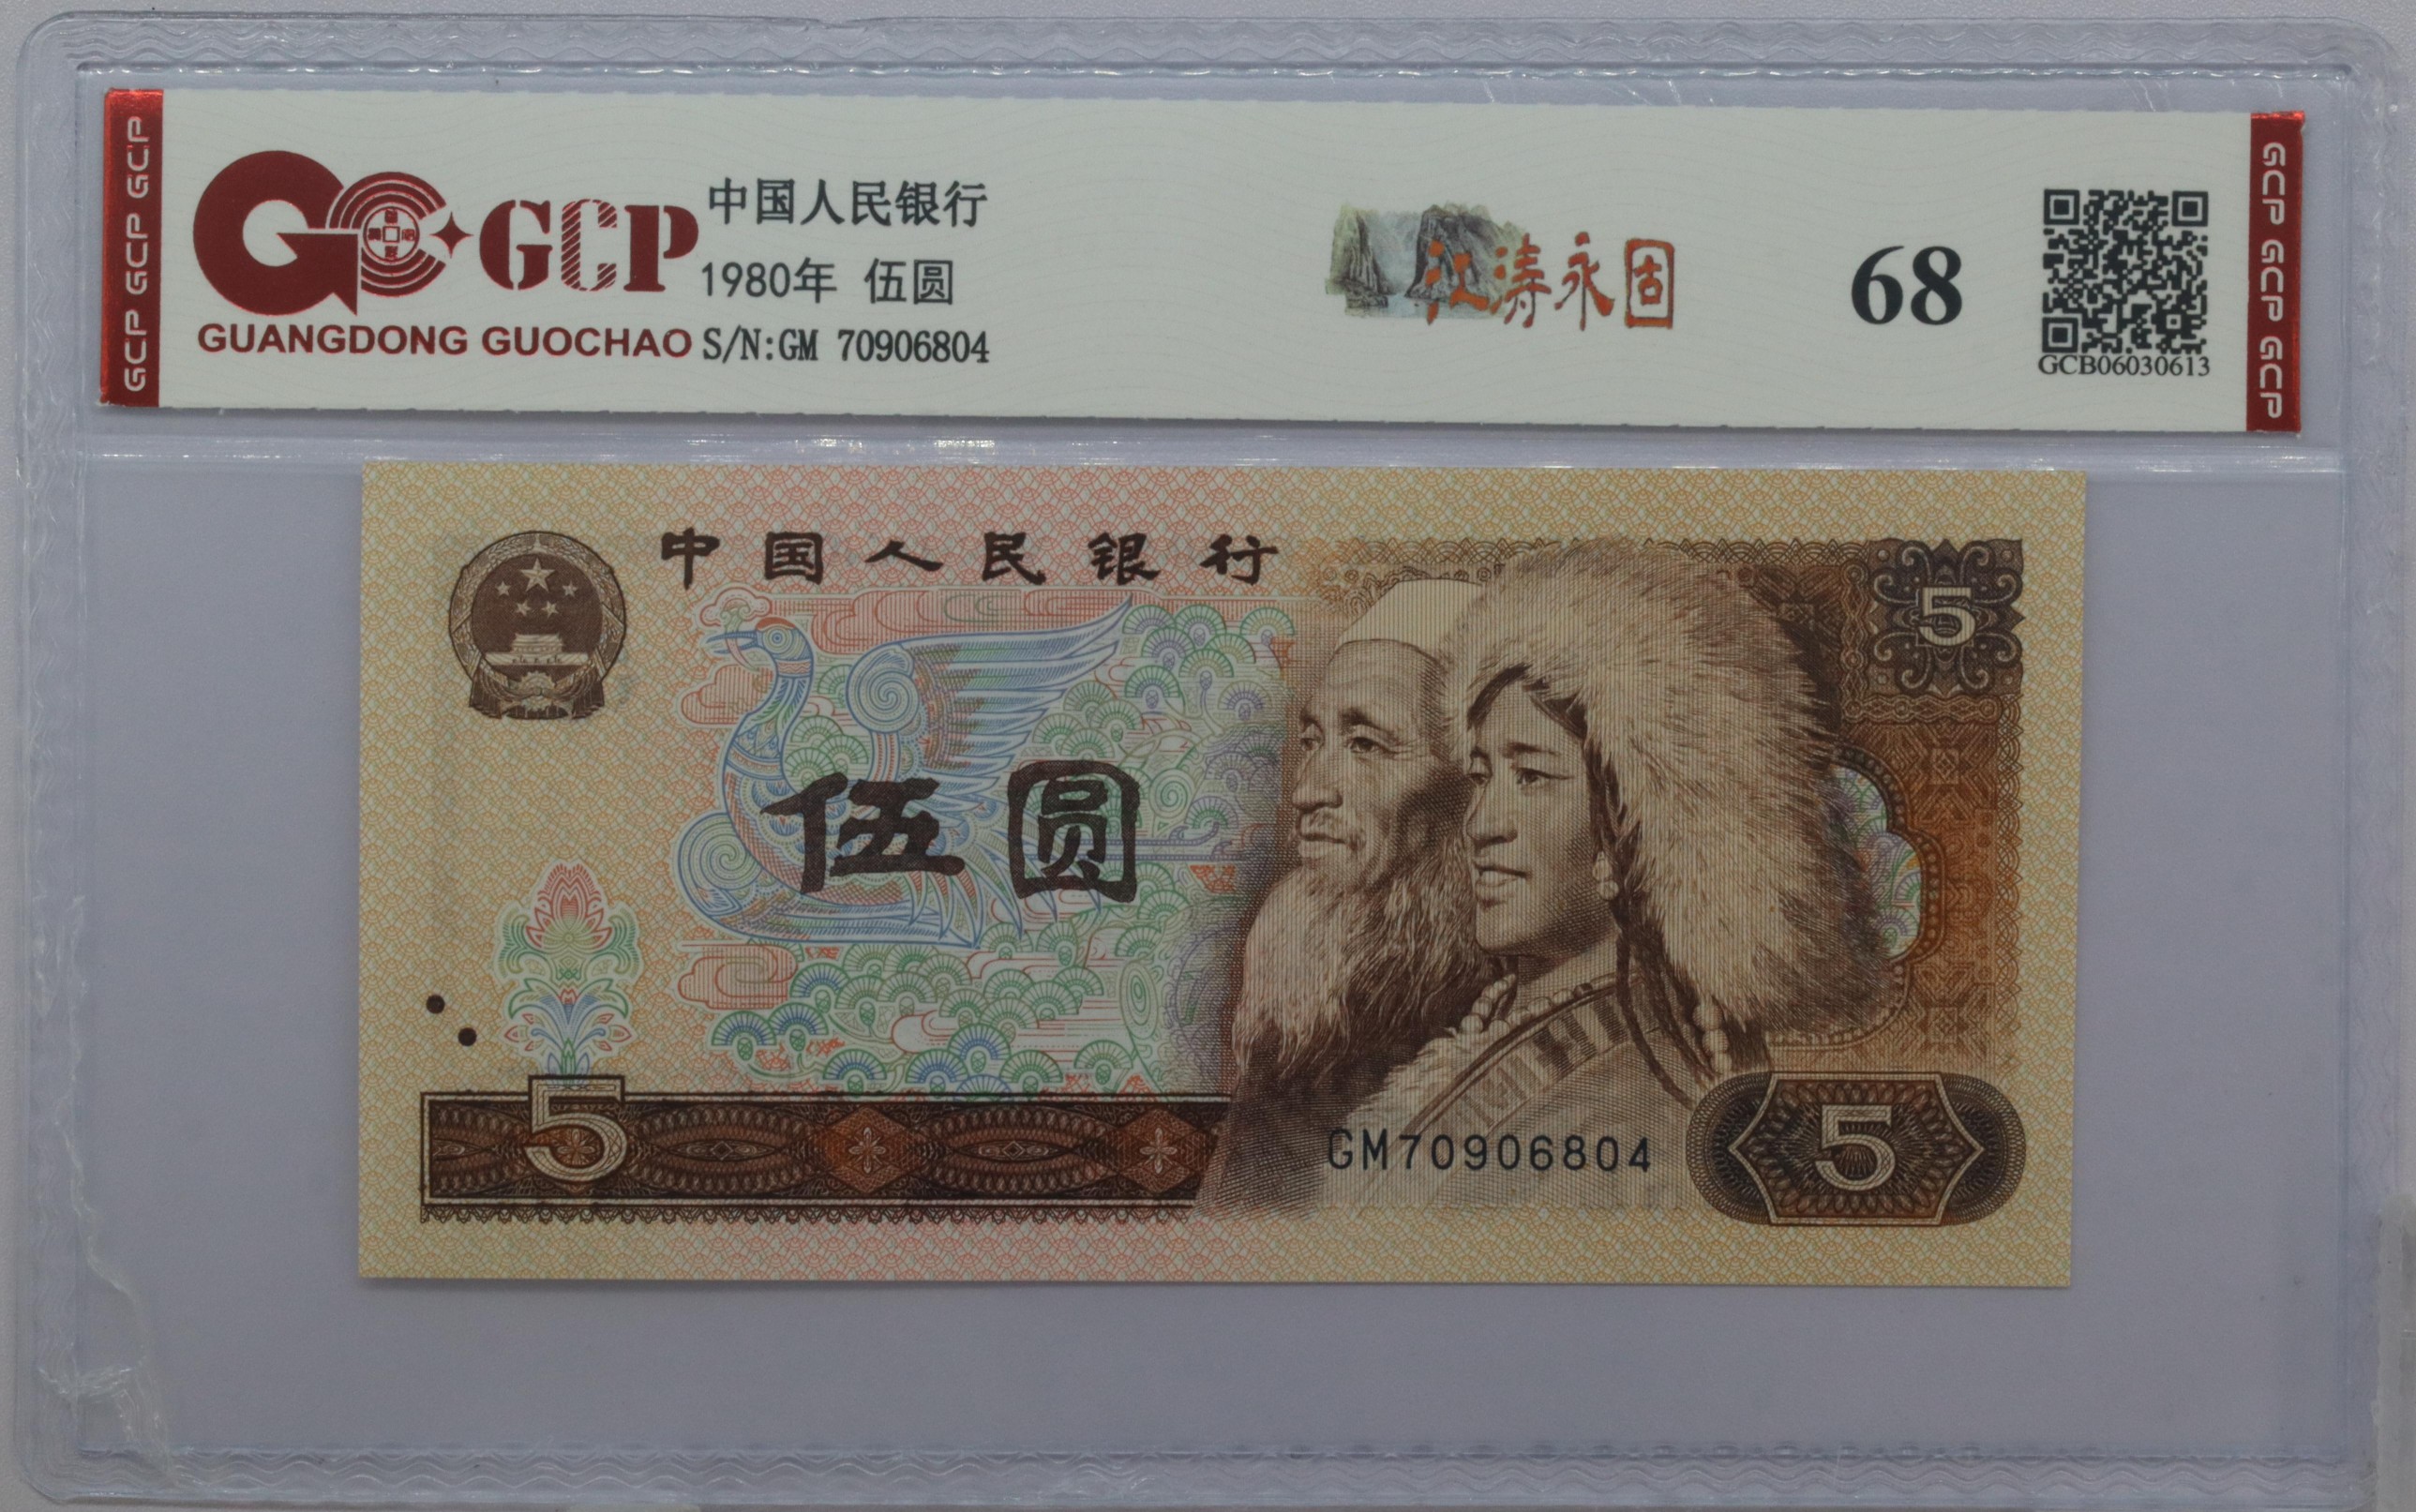 GCP GCP GCP
GCP
GUANGDONG GUOCHAO
中国人民银行
1980年 伍圆
S/N:GM 70906804
江涛永固
68
GCB06030613
GCP GCP GCP
中国人民银行
5
伍圆
5
GM70906804
5